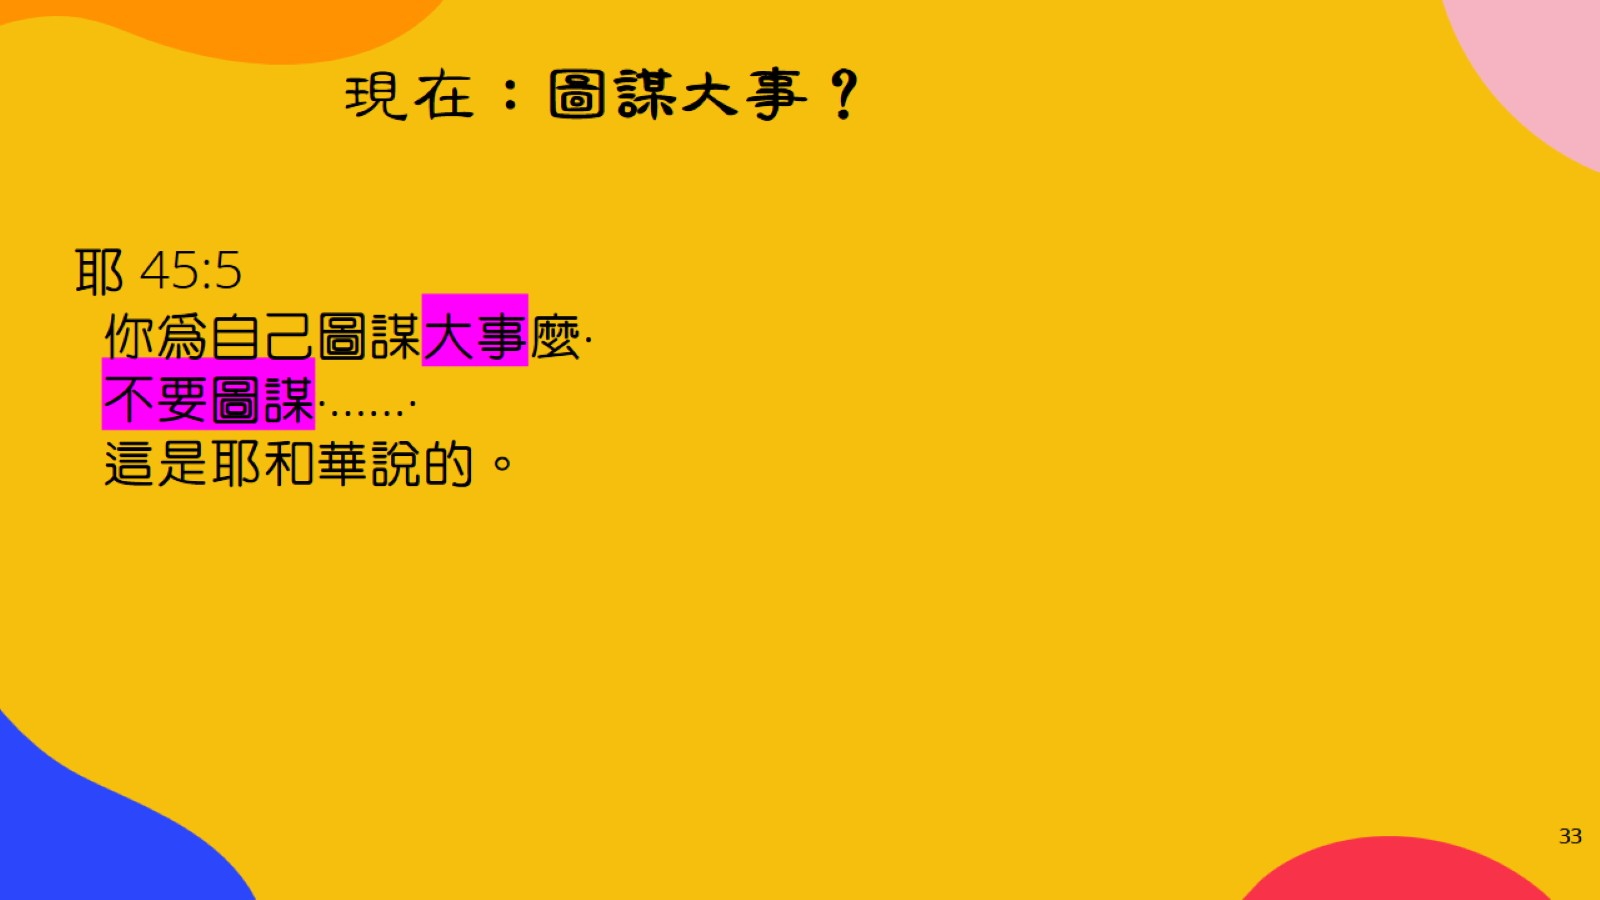 現在：圖謀大事？
耶 45:5
你爲自己圖謀大事麼‧
不要圖謀‧......‧
這是耶和華說的。
33